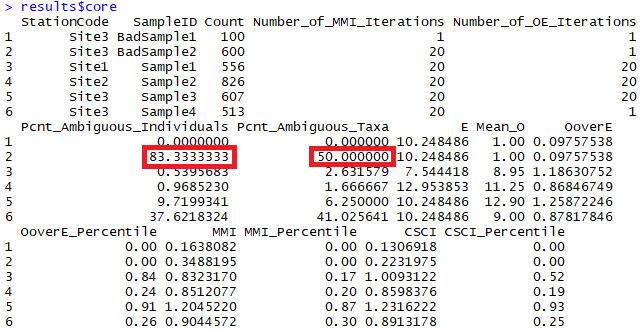 > results$core
StationCode SampleID Count Number_of_MMI_Iterations Number_of_OE_Iterations
1 Site3 BadSample1 100 1 1
2 Site3 BadSample2 600 20 1
3 Site1 Sample1 556 20 20
4 Site2 Sample2 826 20 20
5 Site3 Sample3 607 20 20
6 Site3 Sample4 513 20 1
Pcnt_Ambiguous_Individuals Pcnt_Ambiguous_Taxa E Mean_O OoverE
1 0.0000000 0.000000 10.248486 1.00 0.09757538
2 83.3333333 50.000000 10.248486 1.00 0.09757538
3 0.5395683 2.631579 7.544418 8.95 1.18630752
4 0.9685230 1.666667 12.953853 11.25 0.86846749
5 9.7199341 6.250000 10.248486 12.90 1.25872246
6 37.6218324 41.025641 10.248486 9.00 0.87817846
OoverE_Percentile MMI MMI_Percentile CSCI CSCI_Percentile
1 0.00 0.1638082 0.00 0.1306918 0.00
2 0.00 0.3488195 0.00 0.2231975 0.00
3 0.84 0.8323170 0.17 1.0093122 0.52
4 0.24 0.8512077 0.20 0.8598376 0.19
5 0.91 1.2045220 0.87 1.2316222 0.93
6 0.26 0.9044572 0.30 0.8913178 0.25